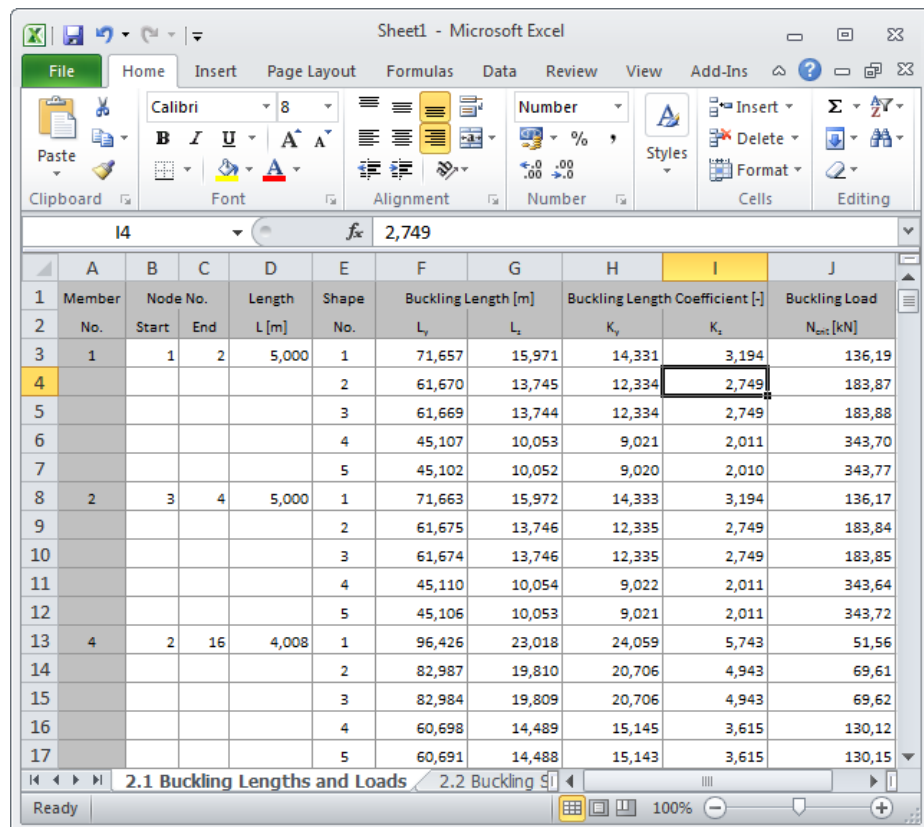 Sheet1 - Microsoft Excel
File Home Insert Page Layout Formulas Data Review View Add-Ins
Calibri 8 Number Insert Σ
Paste B I U A A % , Styles Delete
Format
Clipboard Font Alignment Number Cells Editing
I4 fx 2,749
A B C D E F G H I J
1 Member Node No. Length Shape Buckling Length [m] Buckling Length Coefficient [-] Buckling Load
2 No. Start End L [m] No. Ly Lz Ky Kz Ncrit [kN]
3 1 1 2 5,000 1 71,657 15,971 14,331 3,194 136,19
4 2 61,670 13,745 12,334 2,749 183,87
5 3 61,669 13,744 12,334 2,749 183,88
6 4 45,107 10,053 9,021 2,011 343,70
7 5 45,102 10,052 9,020 2,010 343,77
8 2 3 4 5,000 1 71,663 15,972 14,333 3,194 136,17
9 2 61,675 13,746 12,335 2,749 183,84
10 3 61,674 13,746 12,335 2,749 183,85
11 4 45,110 10,054 9,022 2,011 343,64
12 5 45,106 10,053 9,021 2,011 343,72
13 4 2 16 4,008 1 96,426 23,018 24,059 5,743 51,56
14 2 82,987 19,810 20,706 4,943 69,61
15 3 82,984 19,809 20,706 4,943 69,62
16 4 60,698 14,489 15,145 3,615 130,12
17 5 60,691 14,488 15,143 3,615 130,15
2.1 Buckling Lengths and Loads 2.2 Buckling S
Ready 100%